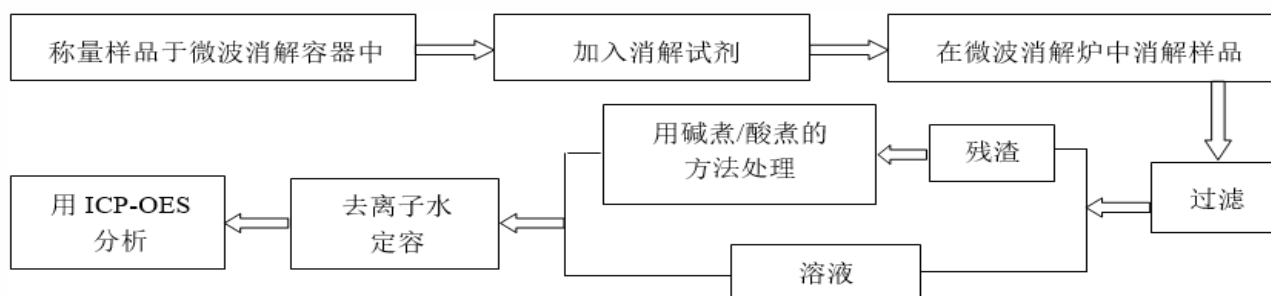 称量样品于微波消解容器中
加入消解试剂
在微波消解炉中消解样品
过滤
残渣
用碱煮/酸煮的
方法处理
溶液
去离子水
定容
用 ICP-OES
分析